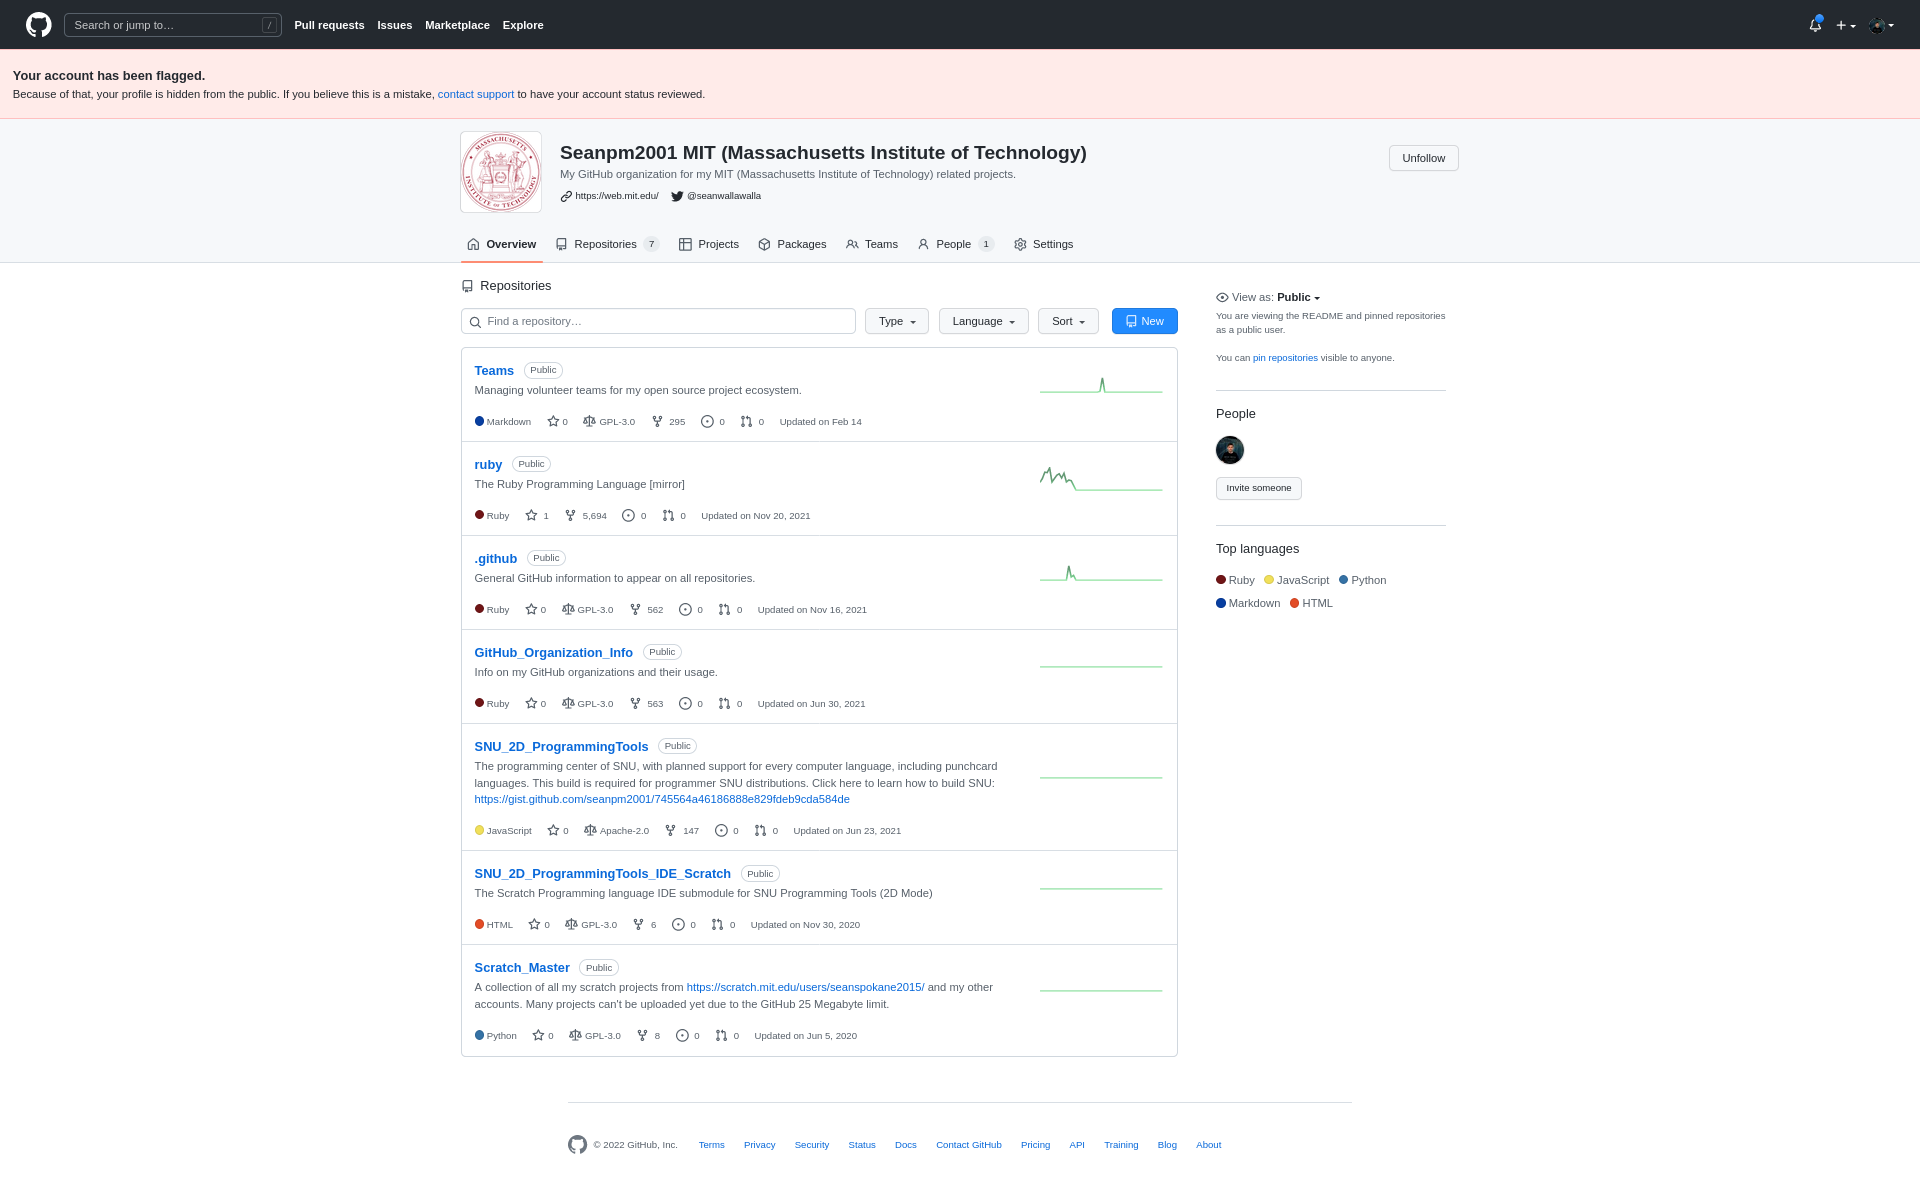 Search or jump to…
/
Pull requests Issues Marketplace Explore
Your account has been flagged.
Because of that, your profile is hidden from the public. If you believe this is a mistake, contact support to have your account status reviewed.
MASSACHUSETTS INSTITUTE OF TECHNOLOGY
Seanpm2001 MIT (Massachusetts Institute of Technology)
Unfollow
My GitHub organization for my MIT (Massachusetts Institute of Technology) related projects.
https://web.mit.edu/ @seanwallawalla
Overview Repositories 7 Projects Packages Teams People 1 Settings
Repositories
Find a repository…
Type Language Sort New
Teams Public
Managing volunteer teams for my open source project ecosystem.
Markdown 0 GPL-3.0 295 0 0 Updated on Feb 14
ruby Public
The Ruby Programming Language [mirror]
Ruby 1 5,694 0 0 Updated on Nov 20, 2021
.github Public
General GitHub information to appear on all repositories.
Ruby 0 GPL-3.0 562 0 0 Updated on Nov 16, 2021
GitHub_Organization_Info Public
Info on my GitHub organizations and their usage.
Ruby 0 GPL-3.0 563 0 0 Updated on Jun 30, 2021
SNU_2D_ProgrammingTools Public
The programming center of SNU, with planned support for every computer language, including punchcard
languages. This build is required for programmer SNU distributions. Click here to learn how to build SNU:
https://gist.github.com/seanpm2001/745564a46186888e829fdeb9cda584de
JavaScript 0 Apache-2.0 147 0 0 Updated on Jun 23, 2021
SNU_2D_ProgrammingTools_IDE_Scratch Public
The Scratch Programming language IDE submodule for SNU Programming Tools (2D Mode)
HTML 0 GPL-3.0 6 0 0 Updated on Nov 30, 2020
Scratch_Master Public
A collection of all my scratch projects from https://scratch.mit.edu/users/seanspokane2015/ and my other
accounts. Many projects can't be uploaded yet due to the GitHub 25 Megabyte limit.
Python 0 GPL-3.0 8 0 0 Updated on Jun 5, 2020
View as: Public
You are viewing the README and pinned repositories
as a public user.
You can pin repositories visible to anyone.
People
Invite someone
Top languages
Ruby JavaScript Python
Markdown HTML
© 2022 GitHub, Inc. Terms Privacy Security Status Docs Contact GitHub Pricing API Training Blog About